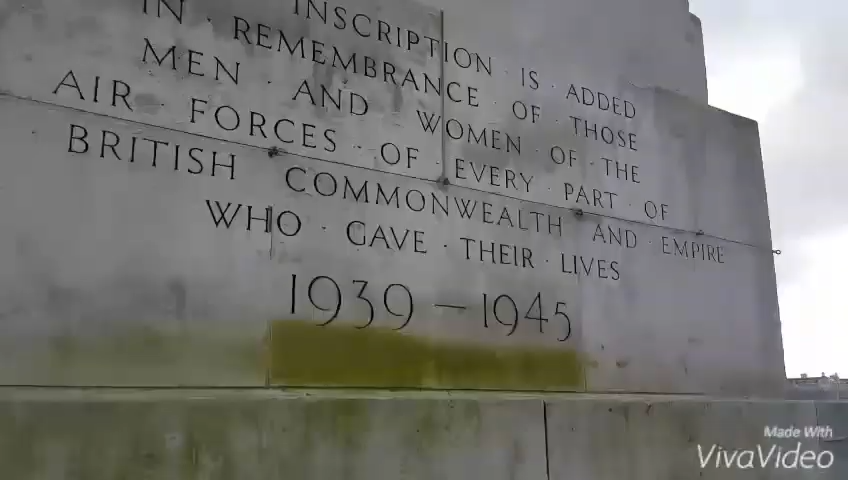 INSCRIPTION · IS · ADDED
IN · REMEMBRANCE · OF · THOSE
MEN · AND · WOMEN · OF · THE
AIR · FORCES · OF · EVERY · PART · OF
BRITISH COMMONWEALTH AND · EMPIRE
WHO · GAVE · THEIR · LIVES
1939 – 1945
Made With
VivaVideo